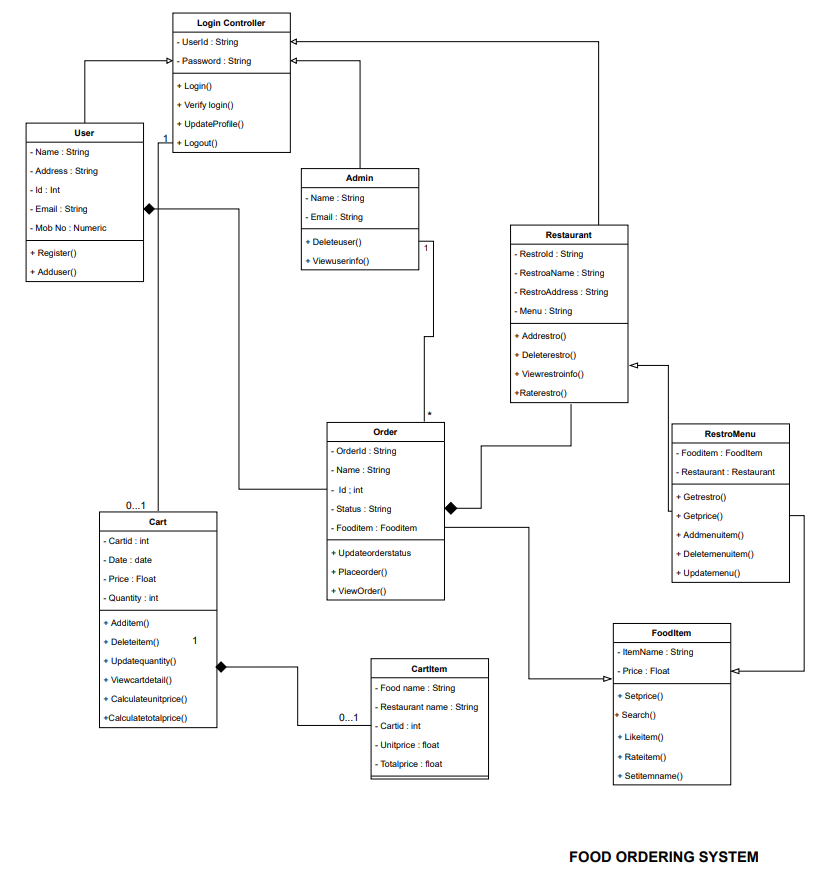 Login Controller
- UserId : String
- Password : String
+ Login()
+ Verify login()
+ UpdateProfile()
+ Logout()
1
User
- Name : String
- Address : String
- Id : Int
- Email : String
- Mob No : Numeric
+ Register()
+ Adduser()
Admin
- Name : String
- Email : String
+ Deleteuser()
+ Viewuserinfo()
1
*
Restaurant
- RestroId : String
- RestroaName : String
- RestroAddress : String
- Menu : String
+ Addrestro()
+ Deleterestro()
+ Viewrestroinfo()
+Raterestro()
Order
- OrderId : String
- Name : String
- Id ; int
- Status : String
- Fooditem : Fooditem
+ Updateorderstatus
+ Placeorder()
+ ViewOrder()
RestroMenu
- Fooditem : FoodItem
- Restaurant : Restaurant
+ Getrestro()
+ Getprice()
+ Addmenuitem()
+ Deletemenuitem()
+ Updatemenu()
0...1
Cart
- Cartid : int
- Date : date
- Price : Float
- Quantity : int
+ Additem()
+ Deleteitem()
1
+ Updatequantity()
+ Viewcartdetail()
+ Calculateunitprice()
+Calculatetotalprice()
0...1
CartItem
- Food name : String
- Restaurant name : String
- Cartid : int
- Unitprice : float
- Totalprice : float
FoodItem
- ItemName : String
- Price : Float
+ Setprice()
+ Search()
+ Likeitem()
+ Rateitem()
+ Setitemname()
FOOD ORDERING SYSTEM